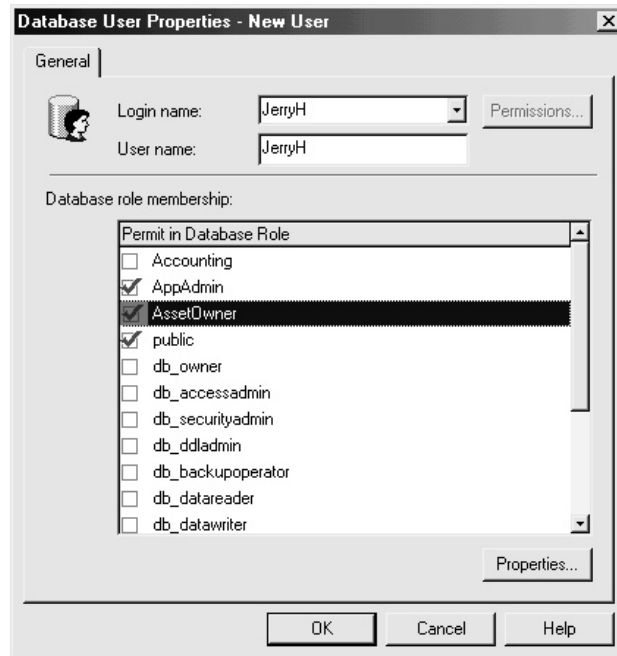 Database User Properties - New User
General
Login name: JerryH Permissions...
User name: JerryH
Database role membership:
Permit in Database Role
Accounting
AppAdmin
AssetOwner
public
db_owner
db_accessadmin
db_securityadmin
db_ddladmin
db_backupoperator
db_datareader
db_datawriter
Properties...
OK Cancel Help